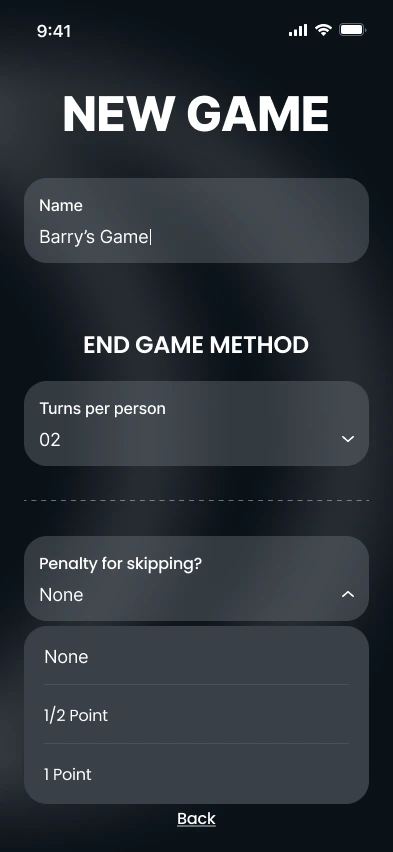 9:41
NEW GAME
Name
Barry’s Game
END GAME METHOD
Turns per person
02
Penalty for skipping?
None
None
1/2 Point
1 Point
Back